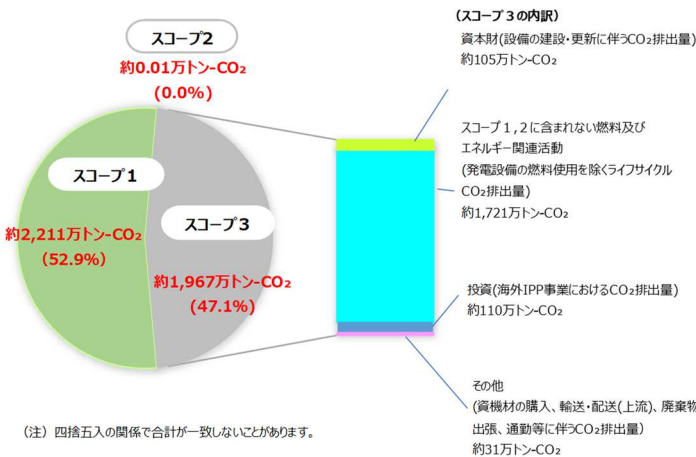 スコープ2
約0.01万トン-CO₂
(0.0%)
スコープ1
約2,211万トン-CO₂
(52.9%)
スコープ3
約1,967万トン-CO₂
(47.1%)
(スコープ3の内訳)
資本財(設備の建設・更新に伴うCO₂排出量)
約105万トン-CO₂
スコープ1,2に含まれない燃料及び
エネルギー関連活動
(発電設備の燃料使用を除くライフサイクル
CO₂排出量)
約1,721万トン-CO₂
投資(海外IPP事業におけるCO₂排出量)
約110万トン-CO₂
その他
(資機材の購入、輸送・配送(上流)、廃棄物
出張、通勤等に伴うCO₂排出量)
約31万トン-CO₂
(注) 四捨五入の関係で合計が一致しないことがあります。